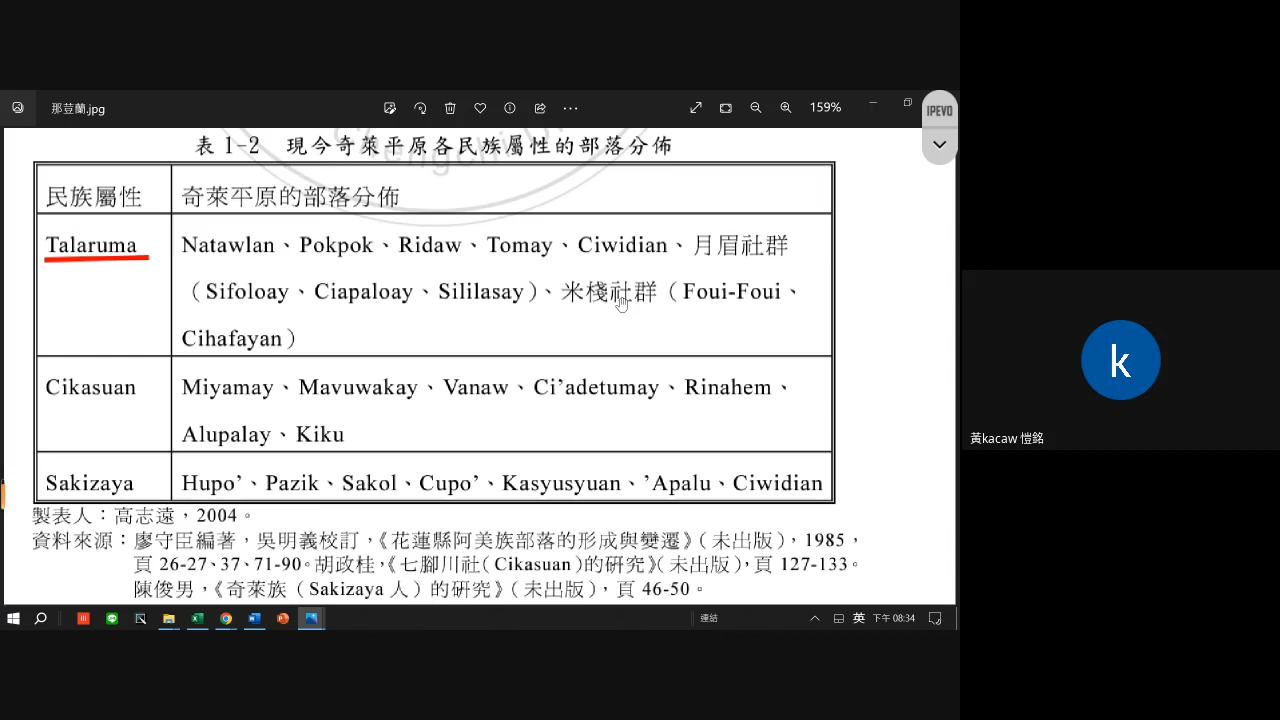 那荳蘭.jpg
159%
IPEVO
Chengchi
表 1-2 現今奇萊平原各民族屬性的部落分佈
民族屬性 奇萊平原的部落分佈
Talaruma Natawlan、Pokpok、Ridaw、Tomay、Ciwidian、月眉社群
（Sifoloay、Ciapaloay、Sililasay）、米棧社群（Foui-Foui、
Cihafayan）
Cikasuan Miyamay、Mavuwakay、Vanaw、Ci’adetumay、Rinahem、
Alupalay、Kiku
Sakizaya Hupo’、Pazik、Sakol、Cupo’、Kasyusyuan、’Apalu、Ciwidian
製表人：高志遠，2004。
資料來源：廖守臣編著，吳明義校訂，《花蓮縣阿美族部落的形成與變遷》（未出版），1985，
頁 26-27、37、71-90。胡政桂，《七腳川社（Cikasuan）的研究》（未出版），頁 127-133。
陳俊男，《奇萊族（Sakizaya 人）的研究》（未出版），頁 46-50。
連結
英
下午 08:34
k
黃kacaw 愷銘